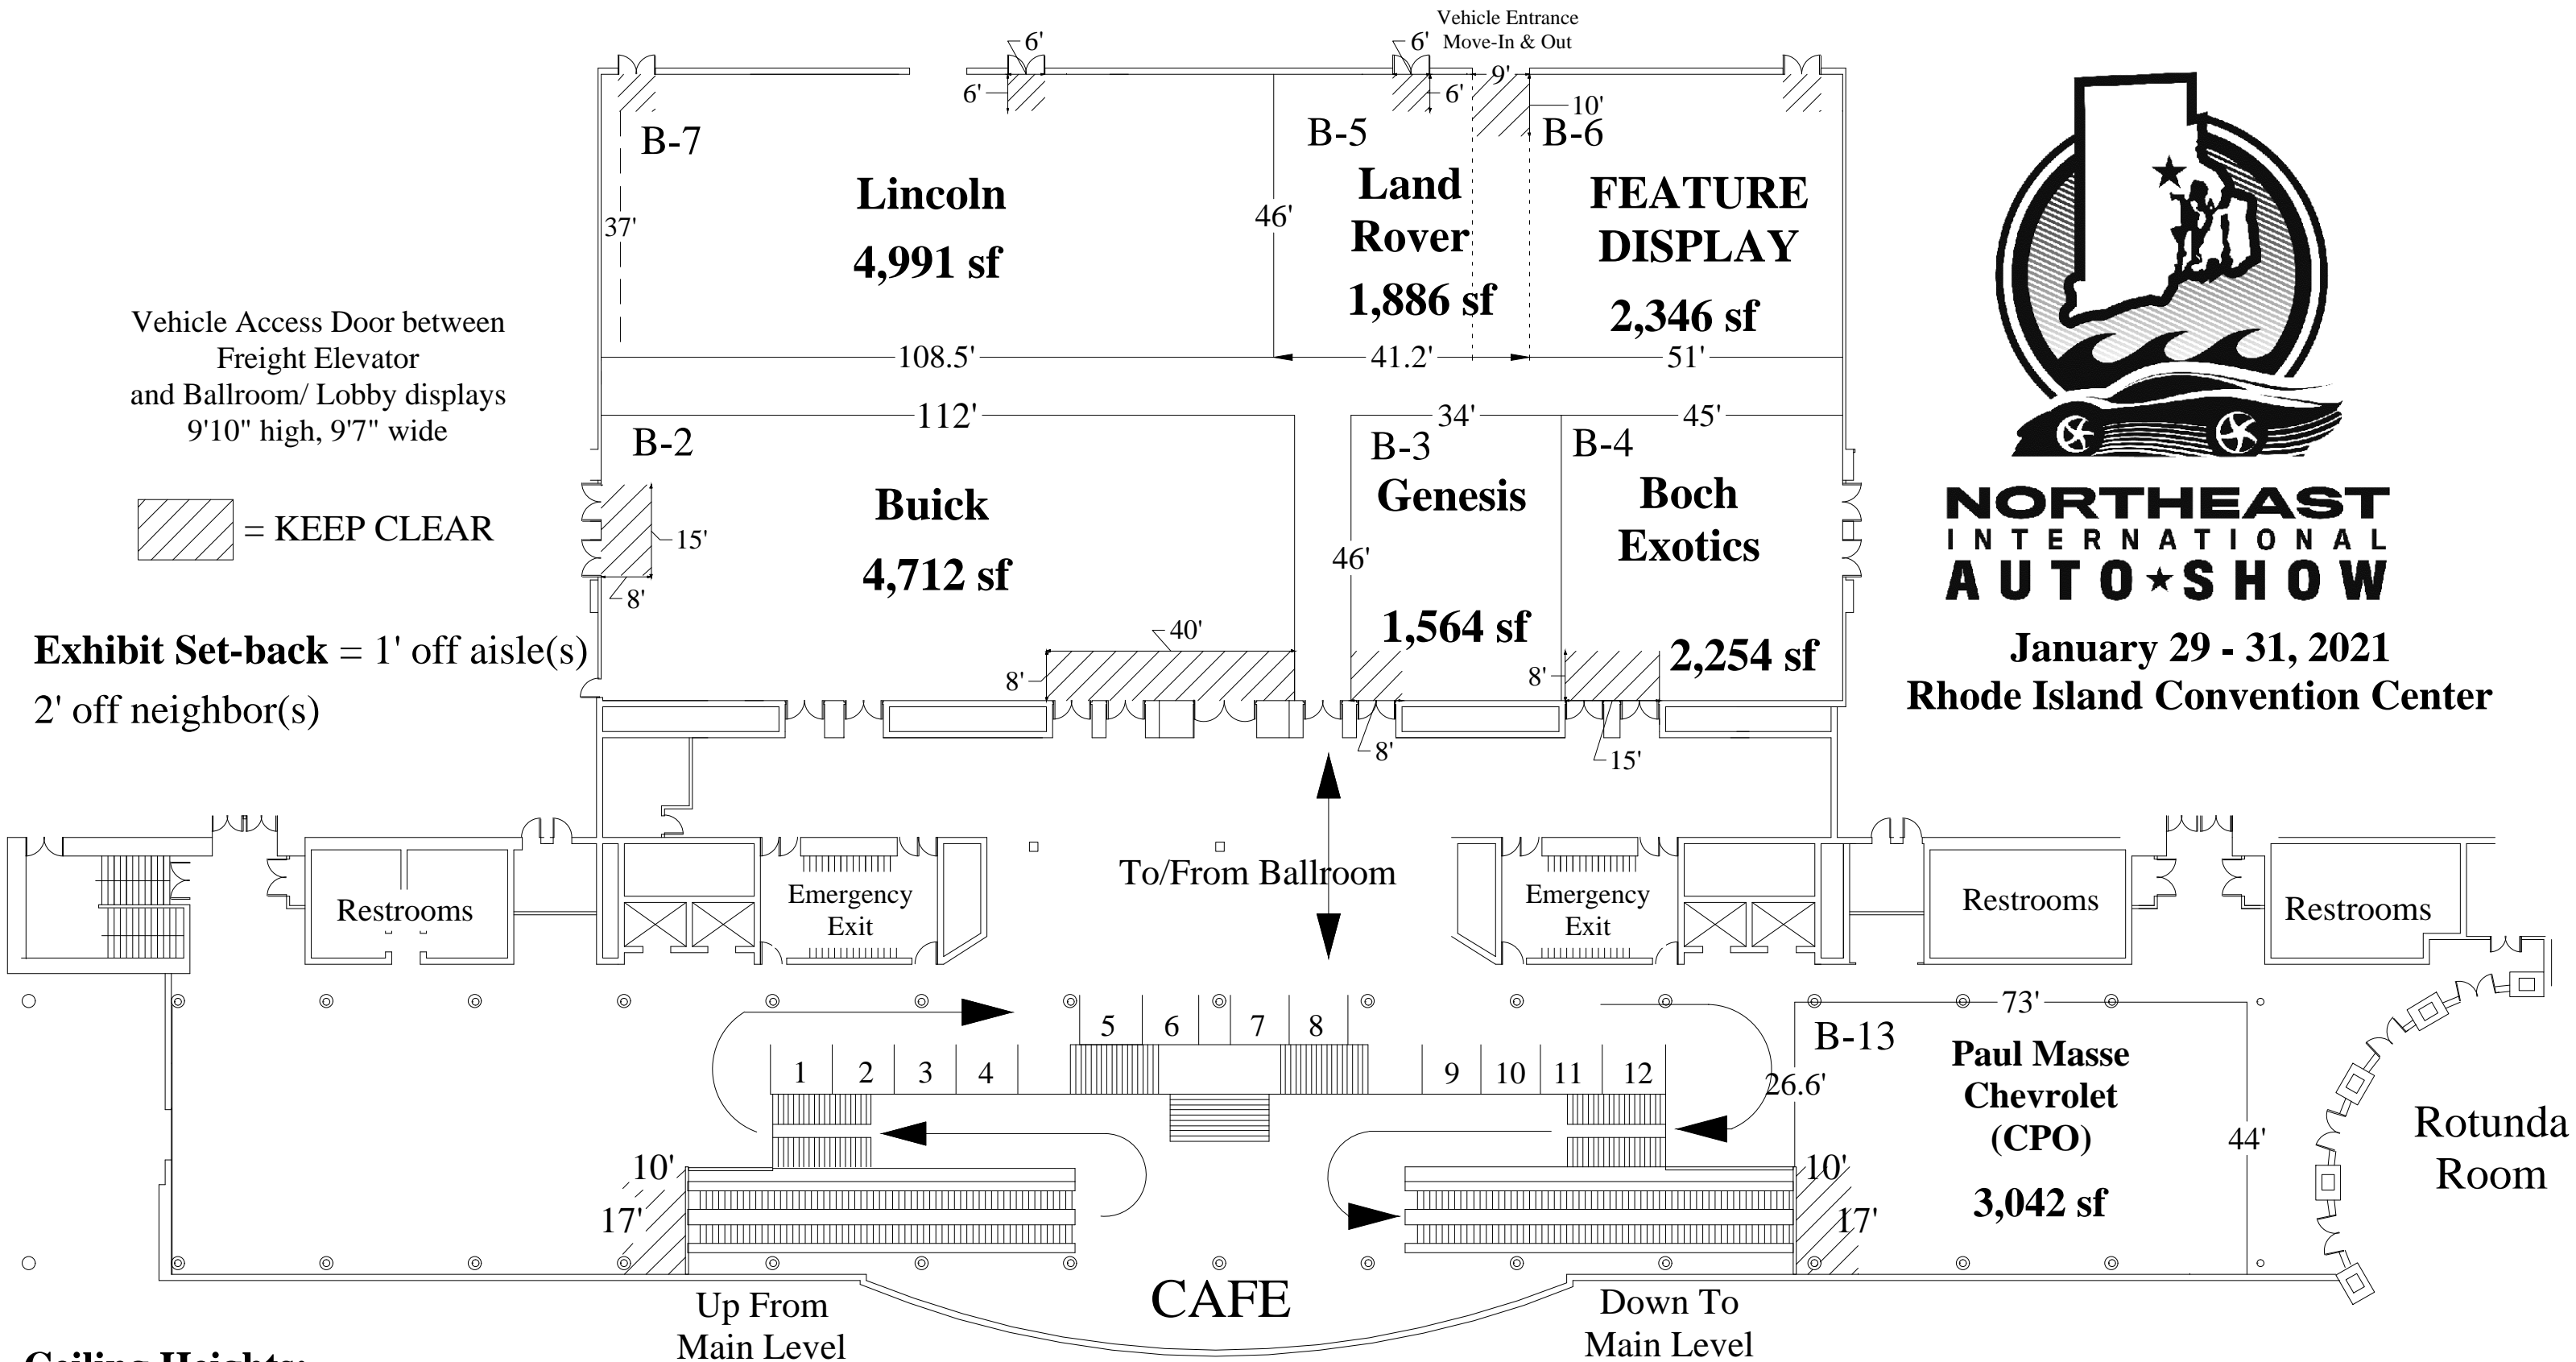 Vehicle Entrance
Move-In & Out
6'
6'
9'
6'
6'
10'
B-7
B-5
B-6
37'
46'
Lincoln
4,991 sf
Land
Rover
1,886 sf
FEATURE
DISPLAY
2,346 sf
108.5'
41.2'
51'
Vehicle Access Door between
Freight Elevator
and Ballroom/ Lobby displays
9'10" high, 9'7" wide
= KEEP CLEAR
Exhibit Set-back = 1' off aisle(s)
2' off neighbor(s)
112'
34'
45'
B-2
B-3
B-4
Buick
4,712 sf
Genesis
1,564 sf
Boch
Exotics
2,254 sf
15'
8'
46'
40'
8'
8'
8'
15'
NORTHEAST
INTERNATIONAL
AUTO★SHOW
January 29 - 31, 2021
Rhode Island Convention Center
Restrooms
Emergency
Exit
To/From Ballroom
Emergency
Exit
Restrooms
Restrooms
5 6 7 8
1 2 3 4
9 10 11 12
B-13
73'
26.6'
44'
Paul Masse
Chevrolet
(CPO)
3,042 sf
Rotunda
Room
10'
17'
10'
17'
CAFE
Up From
Main Level
Down To
Main Level
Ceiling Heights: